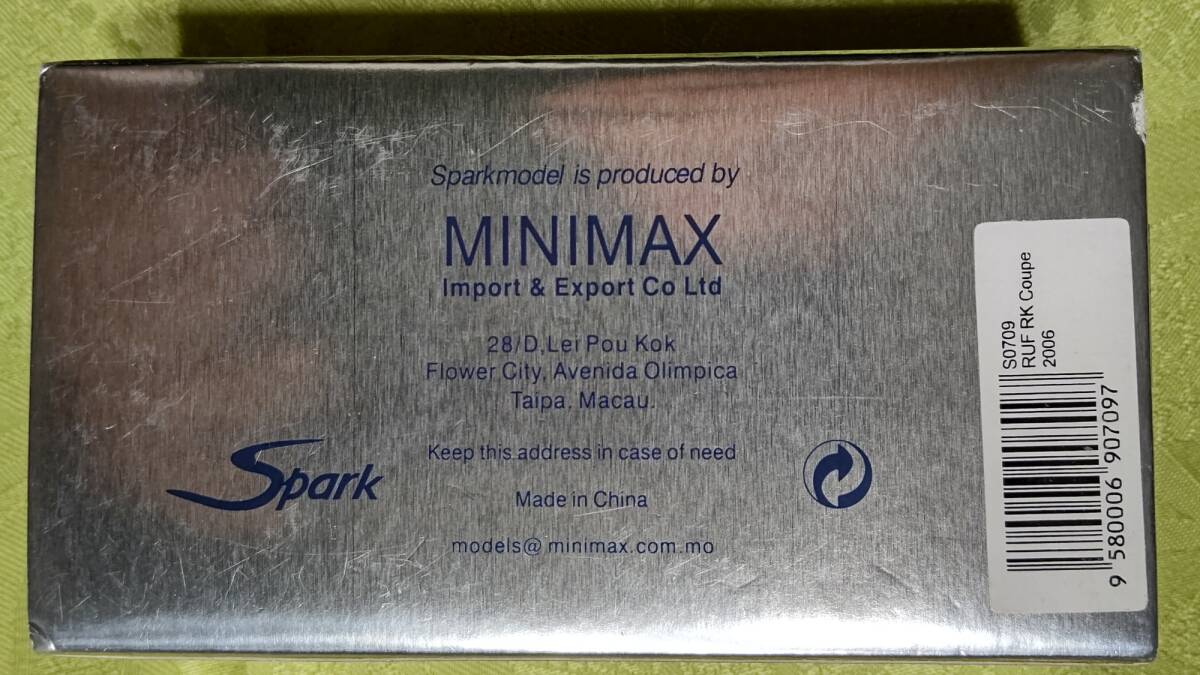 Sparkmodel is produced by
MINIMAX
Import & Export Co Ltd
28/D,Lei Pou Kok
Flower City, Avenida Olimpica
Taipa. Macau.
Keep this address in case of need
Made in China
models@minimax.com.mo
Spark
S0709
RUF RK Coupe
2006
9 580006 907097